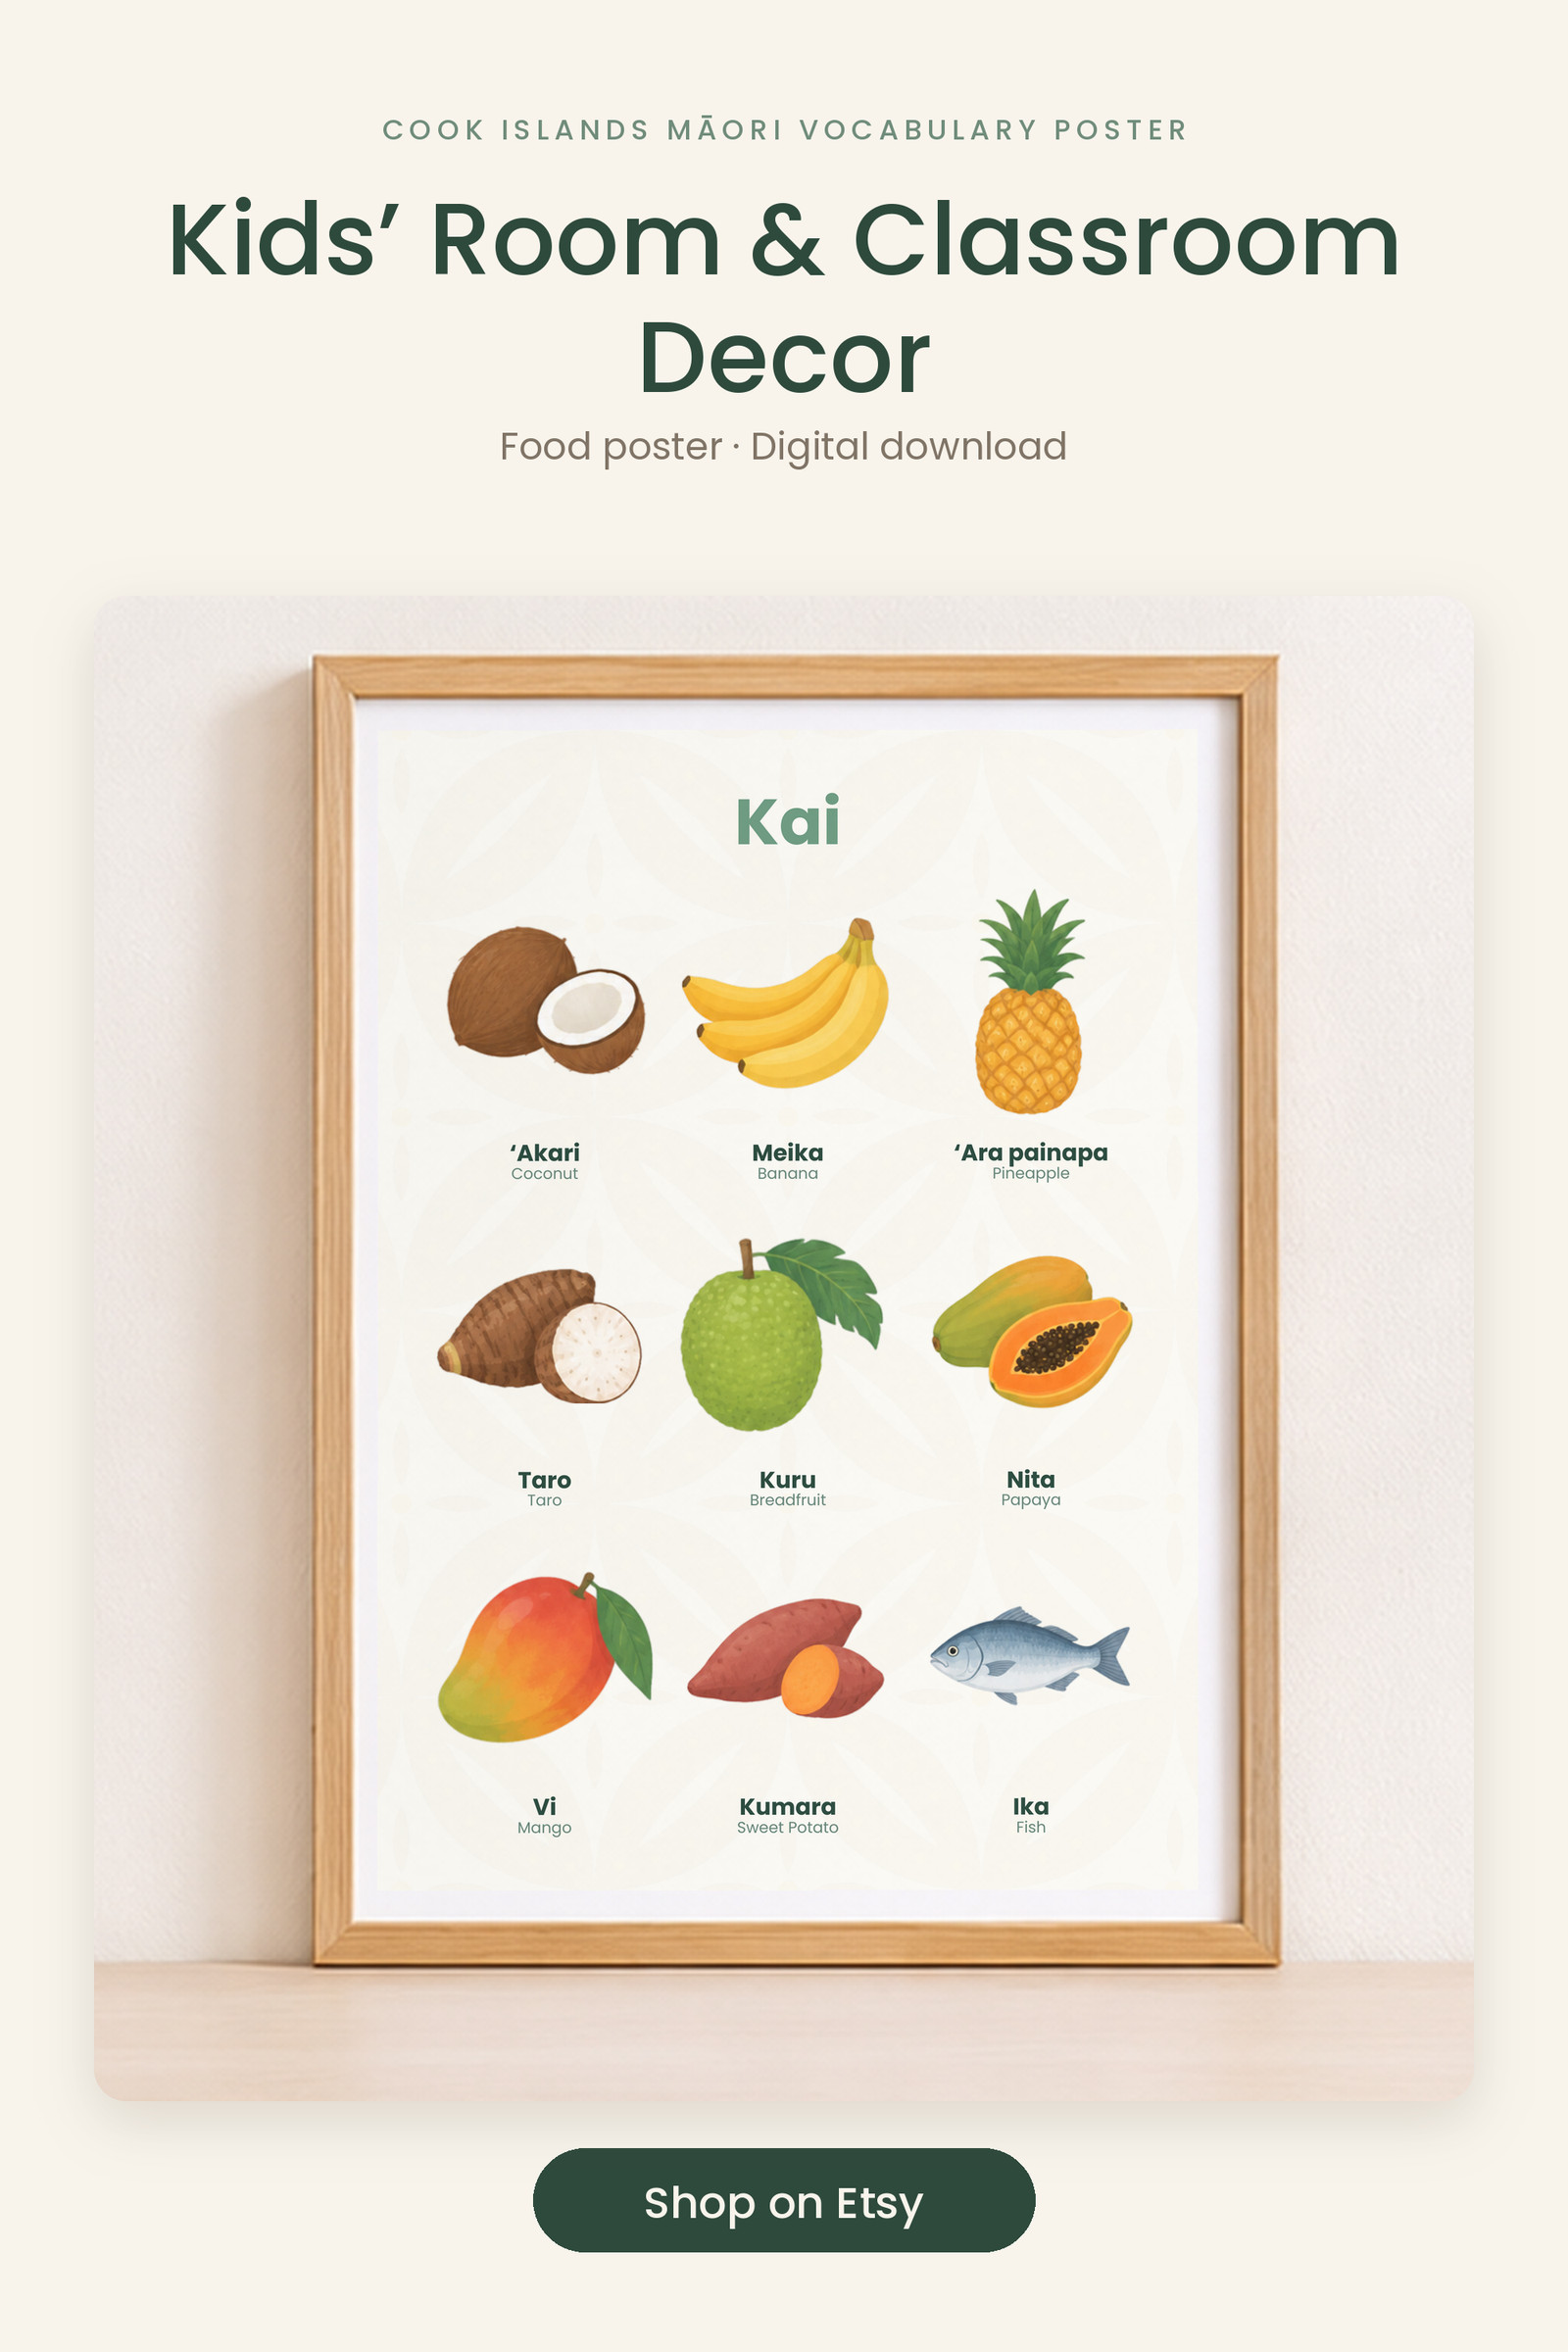 COOK ISLANDS MĀORI VOCABULARY POSTER
Kids’ Room & Classroom
Decor
Food poster · Digital download
Kai
‘Akari
Coconut
Meika
Banana
‘Ara painapa
Pineapple
Taro
Taro
Kuru
Breadfruit
Nita
Papaya
Vi
Mango
Kumara
Sweet Potato
Ika
Fish
Shop on Etsy